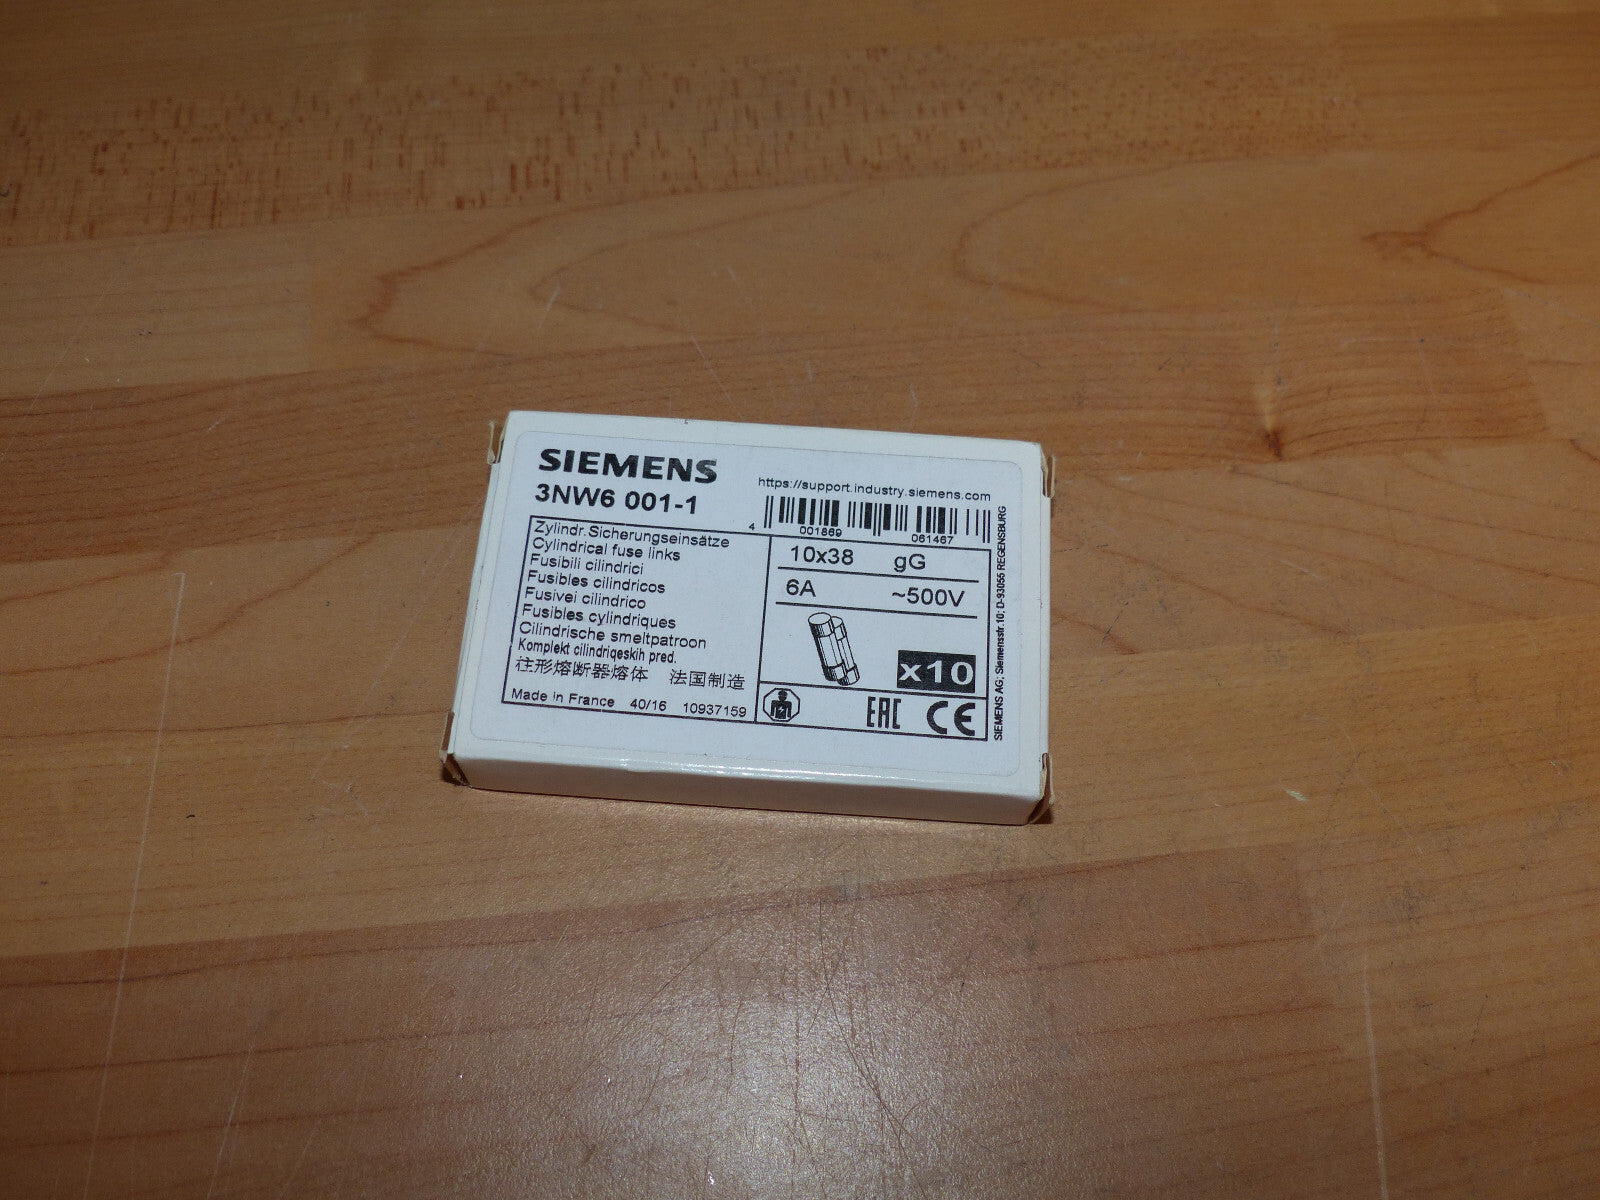 SIEMENS
3NW6 001-1
https://support.industry.siemens.com
4 001869 061467
Zylindr.Sicherungseinsätze
Cylindrical fuse links
Fusibili cilindrici
Fusibles cilindricos
Fusivei cilindrico
Fusibles cylindriques
Cilindrische smeltpatroon
Komplekt cilindriqeskih pred.
柱形熔断器熔体 法国制造
Made in France 40/16 10937159
10x38 gG
6A ~500V
x10
EAC CE
SIEMENS AG; Siemensstr.10; D-93055 REGENSBURG